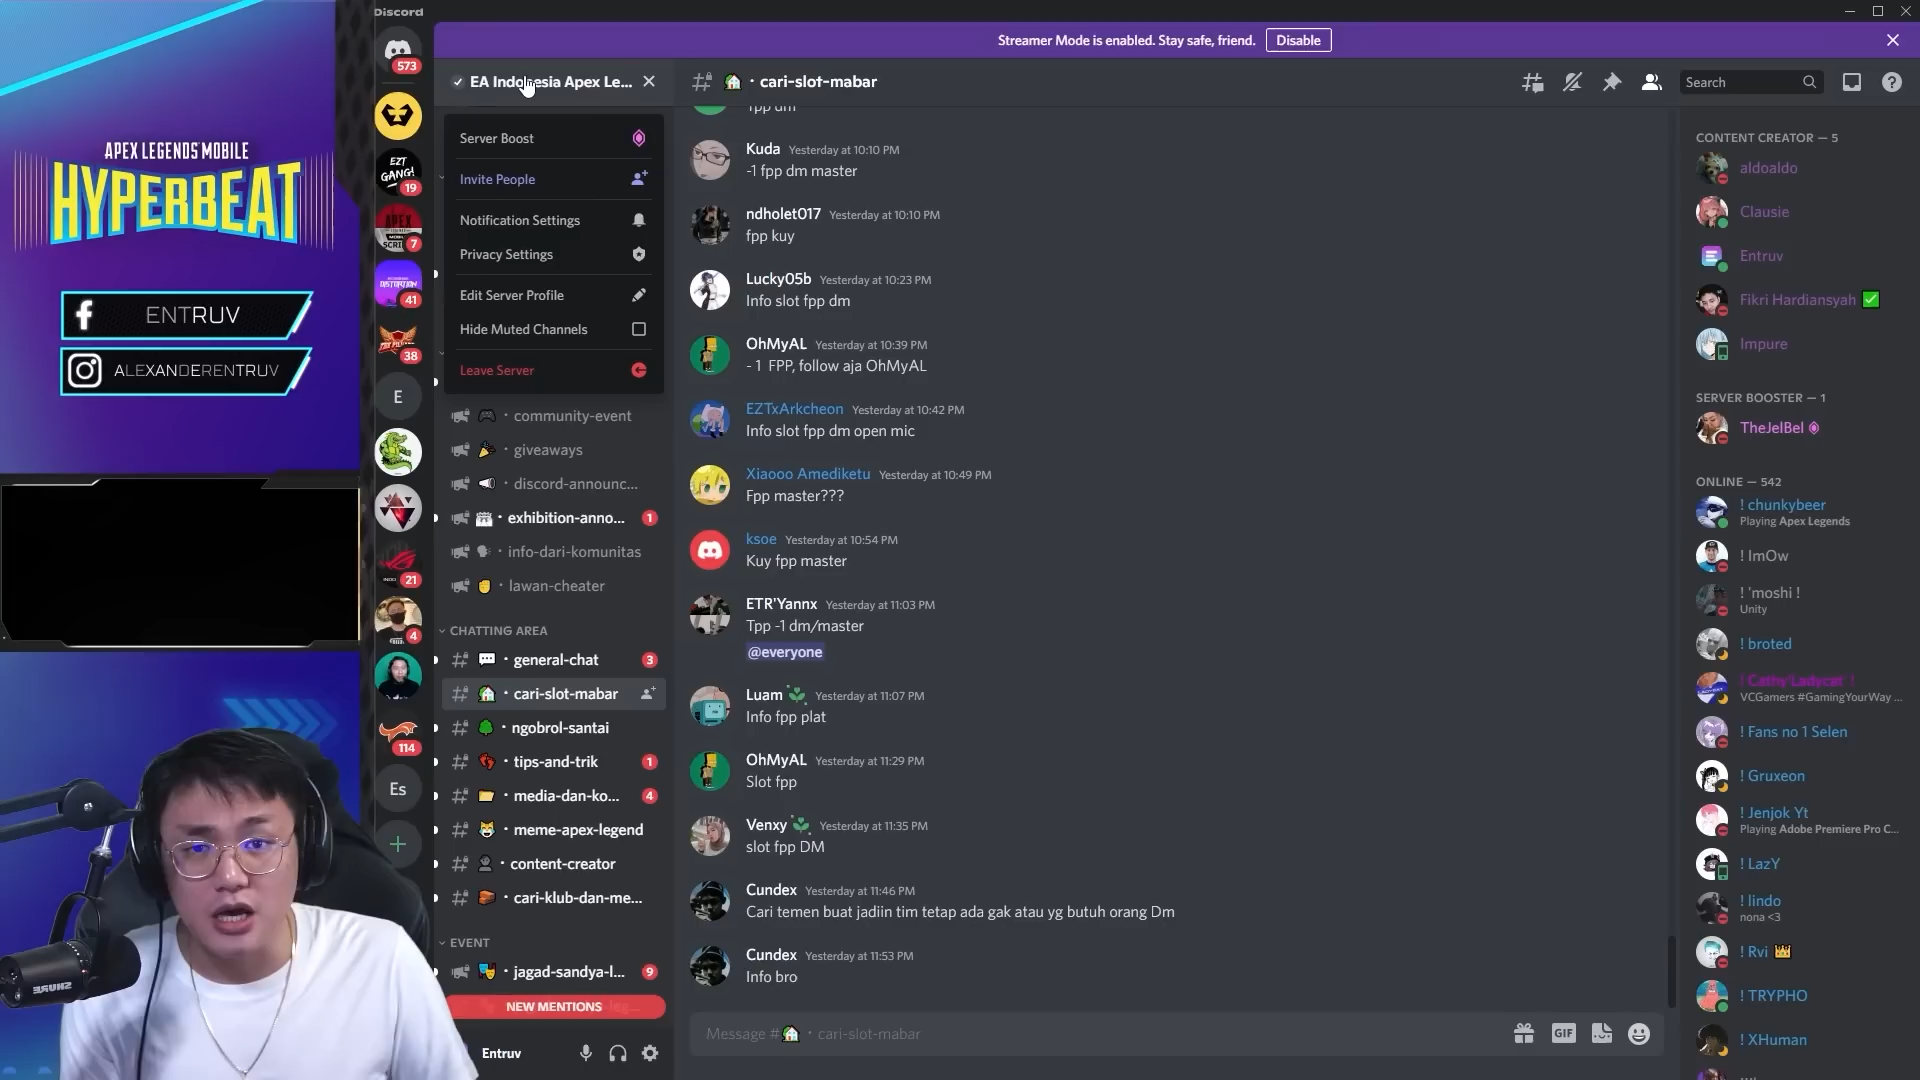 Discord
Streamer Mode is enabled. Stay safe, friend.
Disable
APEX LEGENDS MOBILE
HYPERBEAT
ENTRUV
ALEXANDERENTRUV
573
EZT
GANG!
19
APEX
7
DISTORTION
41
38
E
INDO
21
4
114
Es
EA Indonesia Apex Le...
Server Boost
Invite People
Notification Settings
Privacy Settings
Edit Server Profile
Hide Muted Channels
Leave Server
community-event
giveaways
discord-announc...
exhibition-anno... 1
info-dari-komunitas
lawan-cheater
CHATTING AREA
general-chat 3
cari-slot-mabar
ngobrol-santai
tips-and-trik 1
media-dan-ko... 4
meme-apex-legend
content-creator
cari-klub-dan-me...
EVENT
jagad-sandya-l... 9
NEW MENTIONS
Entruv
SHURE
cari-slot-mabar
Search
fpp dm
Kuda Yesterday at 10:10 PM
-1 fpp dm master
ndholet017 Yesterday at 10:10 PM
fpp kuy
Lucky05b Yesterday at 10:23 PM
Info slot fpp dm
OhMyAL Yesterday at 10:39 PM
- 1 FPP, follow aja OhMyAL
EZTxArkcheon Yesterday at 10:42 PM
Info slot fpp dm open mic
Xiaooo Amediketu Yesterday at 10:49 PM
Fpp master???
ksoe Yesterday at 10:54 PM
Kuy fpp master
ETR'Yannx Yesterday at 11:03 PM
Tpp -1 dm/master
@everyone
Luam Yesterday at 11:07 PM
Info fpp plat
OhMyAL Yesterday at 11:29 PM
Slot fpp
Venxy Yesterday at 11:35 PM
slot fpp DM
Cundex Yesterday at 11:46 PM
Cari temen buat jadiin tim tetap ada gak atau yg butuh orang Dm
Cundex Yesterday at 11:53 PM
Info bro
Message # cari-slot-mabar
GIF
CONTENT CREATOR — 5
aldoaldo
Clausie
Entruv
Fikri Hardiansyah
Impure
SERVER BOOSTER — 1
TheJelBel
ONLINE — 542
! chunkybeer
Playing Apex Legends
! ImOw
! 'moshi !
Unity
! broted
! Cathy'Ladycat !
VCGamers #GamingYourWay ...
! Fans no 1 Selen
! Gruxeon
! Jenjok Yt
Playing Adobe Premiere Pro C...
! LazY
! lindo
nona <3
! Rvi
! TRYPHO
! XHuman